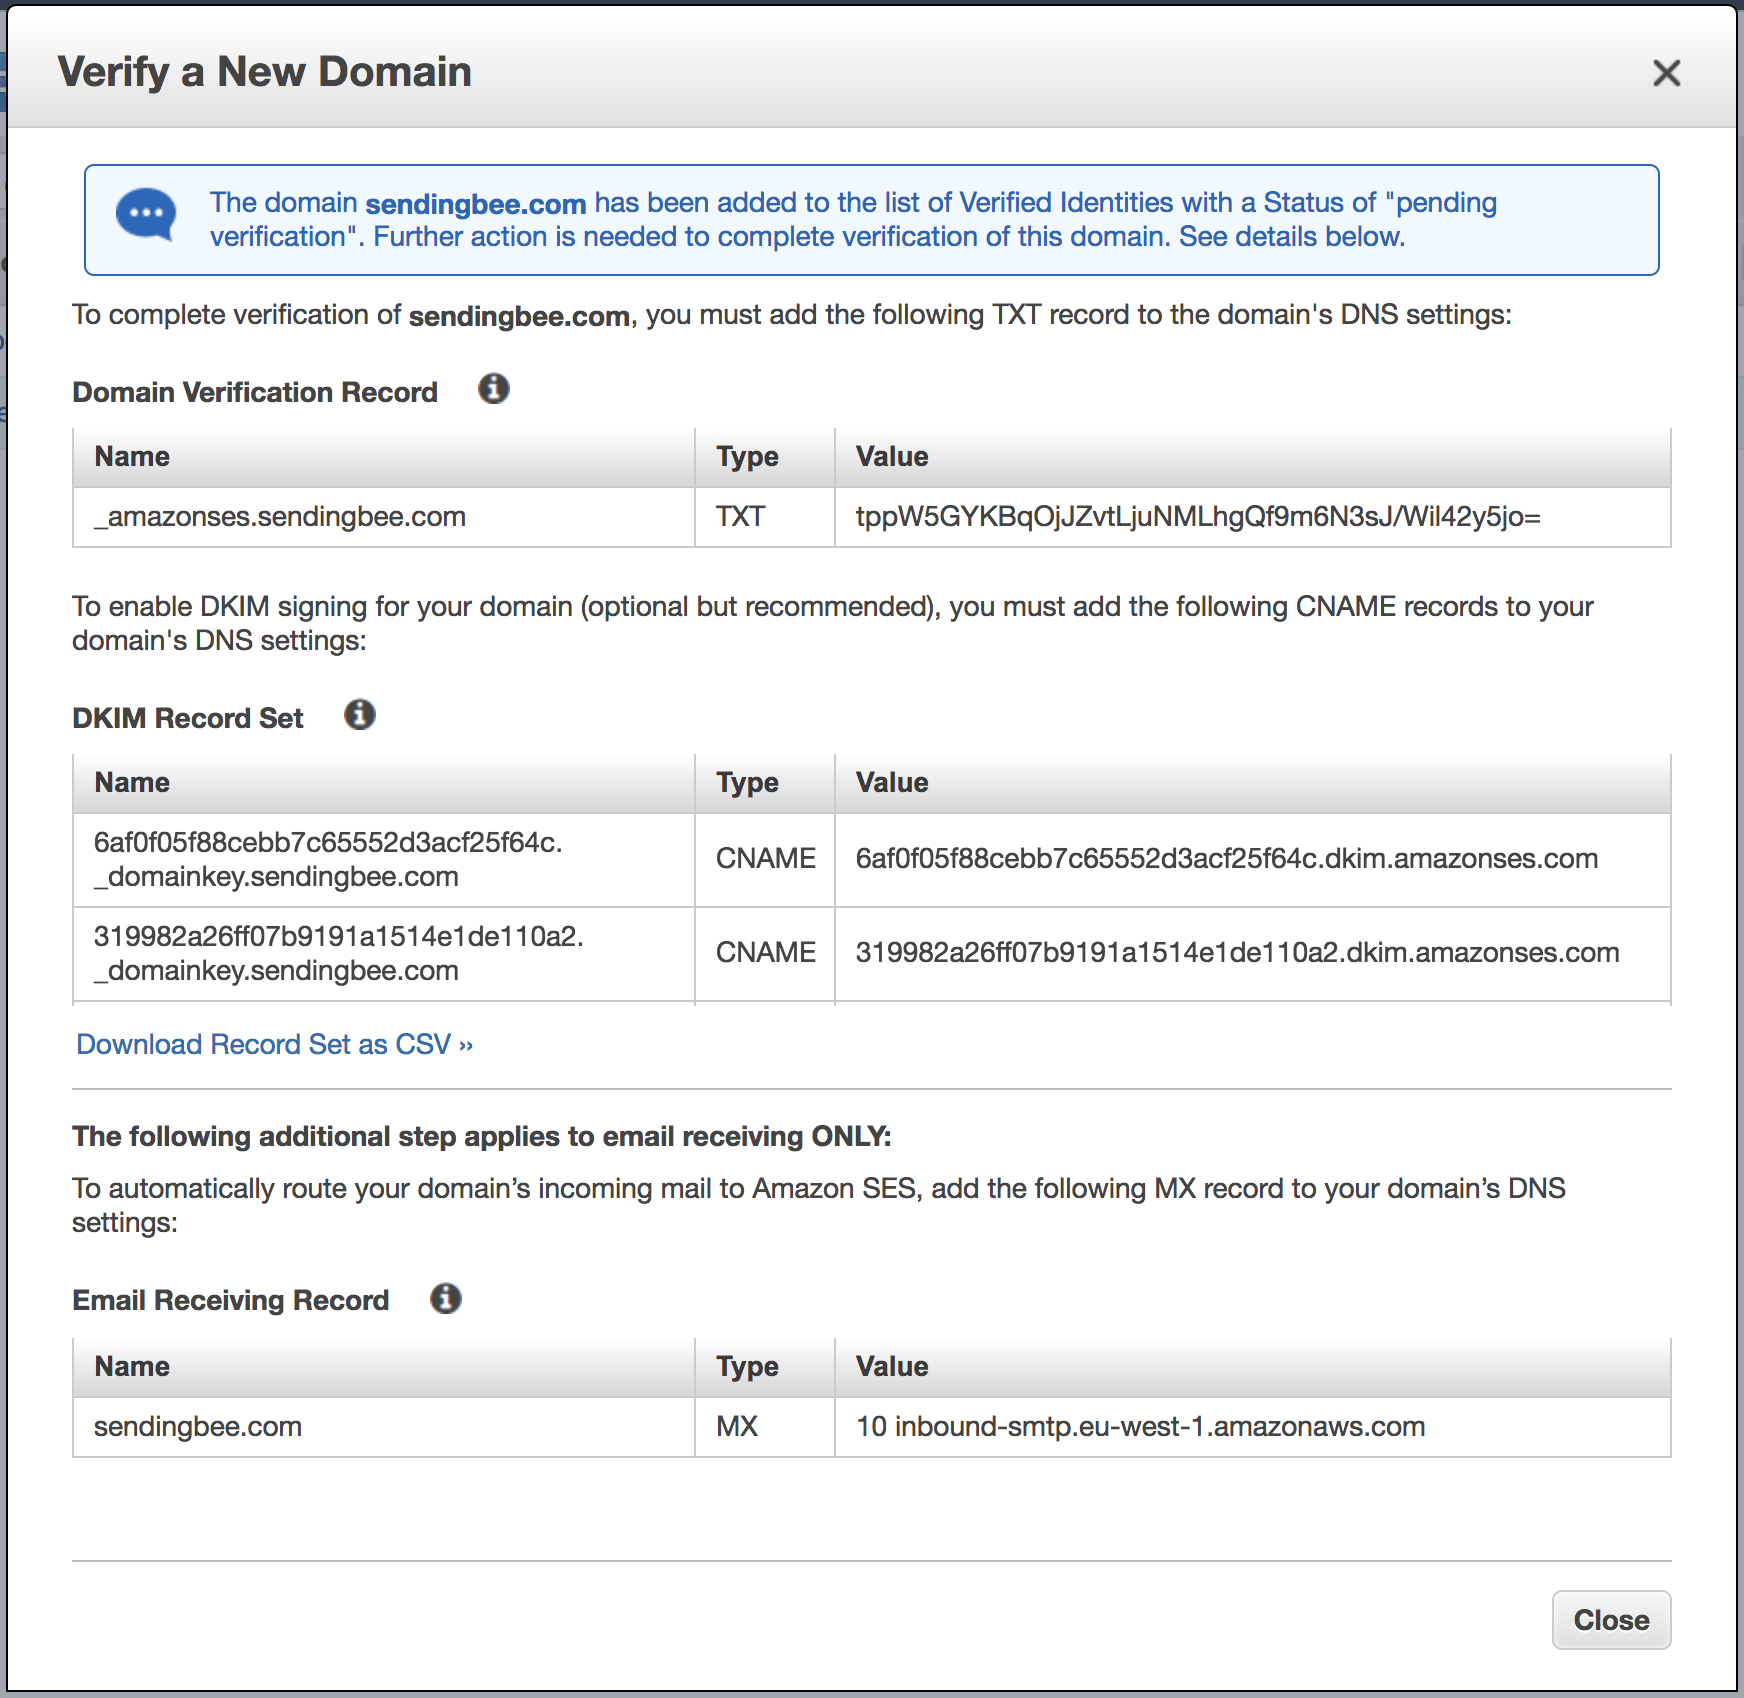 Verify a New Domain
The domain sendingbee.com has been added to the list of Verified Identities with a Status of "pending
verification". Further action is needed to complete verification of this domain. See details below.
To complete verification of sendingbee.com, you must add the following TXT record to the domain's DNS settings:
Domain Verification Record
Name Type Value
_amazonses.sendingbee.com TXT tppW5GYKBqOjJZvtLjuNMLhgQf9m6N3sJ/Wil42y5jo=
To enable DKIM signing for your domain (optional but recommended), you must add the following CNAME records to your
domain's DNS settings:
DKIM Record Set
Name Type Value
6af0f05f88cebb7c65552d3acf25f64c.
_domainkey.sendingbee.com CNAME 6af0f05f88cebb7c65552d3acf25f64c.dkim.amazonses.com
319982a26ff07b9191a1514e1de110a2.
_domainkey.sendingbee.com CNAME 319982a26ff07b9191a1514e1de110a2.dkim.amazonses.com
Download Record Set as CSV ››
The following additional step applies to email receiving ONLY:
To automatically route your domain’s incoming mail to Amazon SES, add the following MX record to your domain’s DNS
settings:
Email Receiving Record
Name Type Value
sendingbee.com MX 10 inbound-smtp.eu-west-1.amazonaws.com
Close